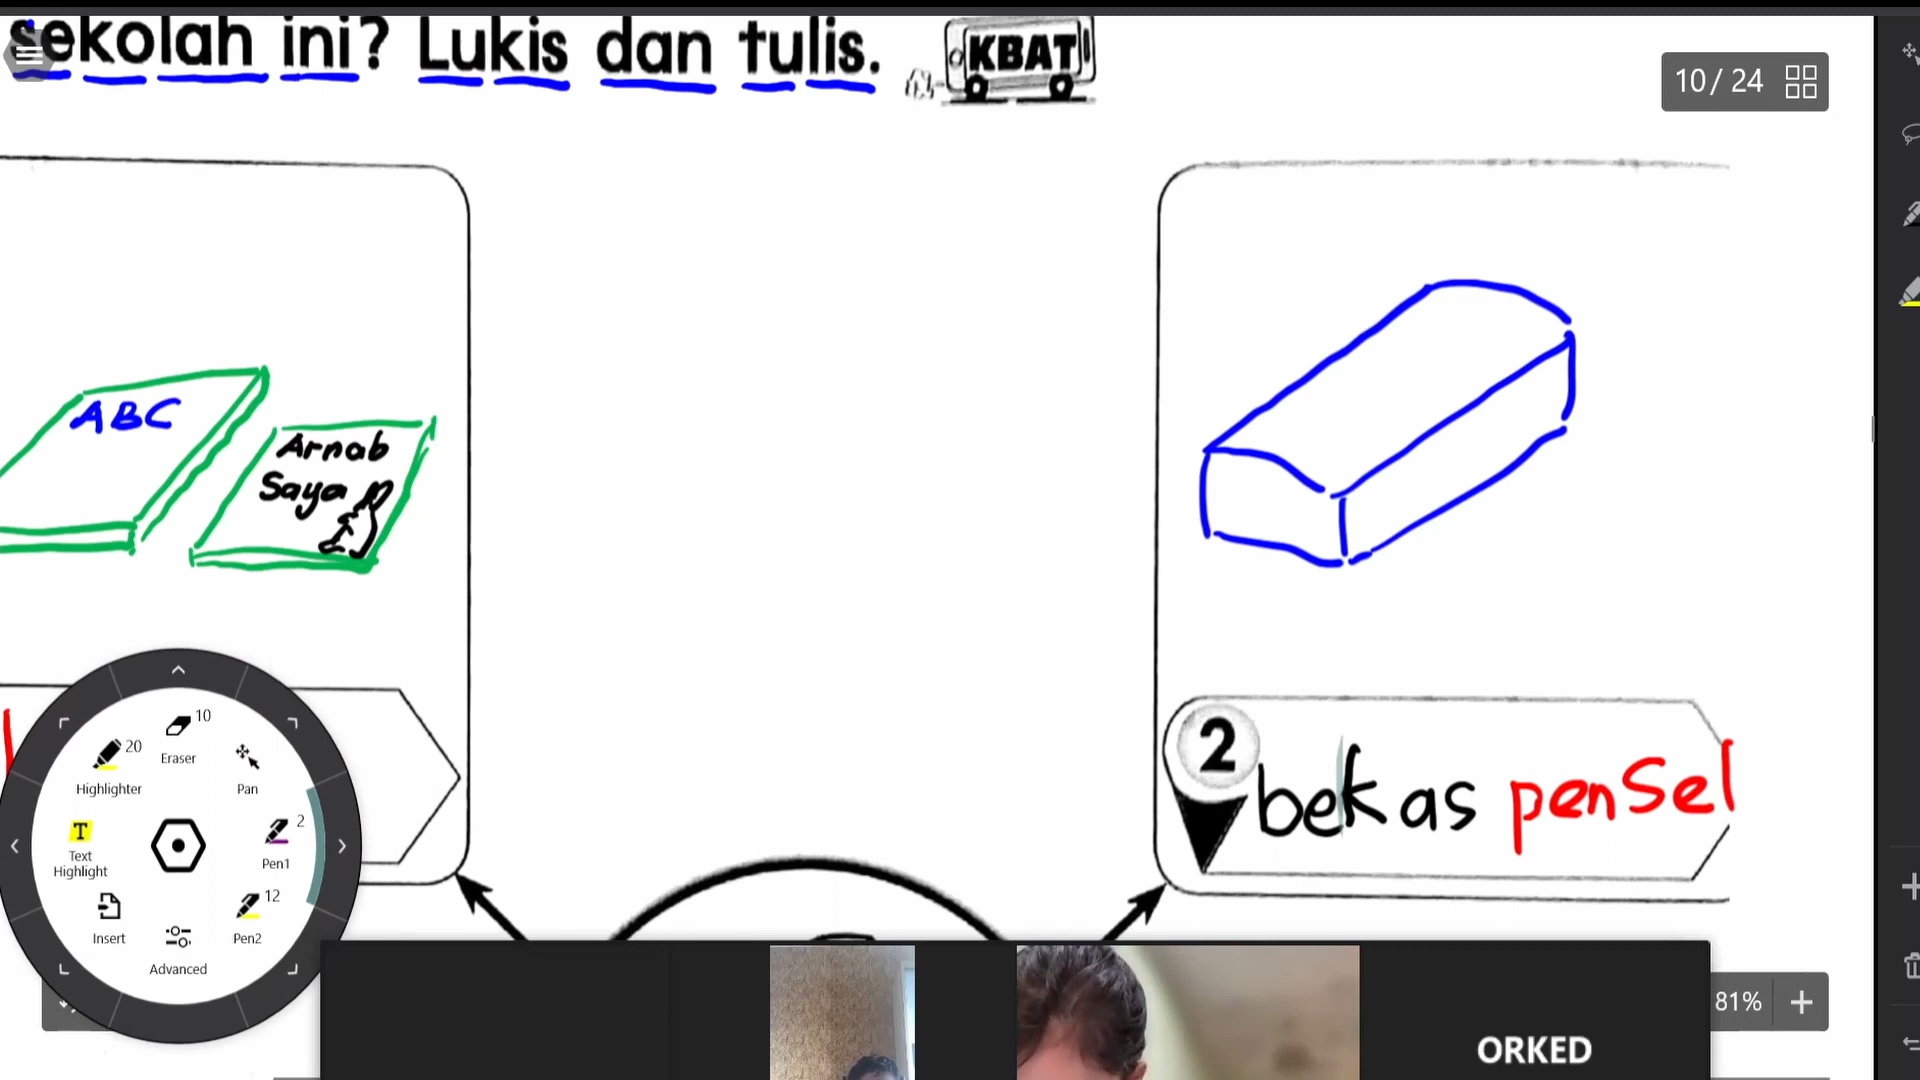 sekolah ini? Lukis dan tulis.
KBAT
10 / 24
ABC
Arnab
Saya
10
Eraser
20
Highlighter
Pan
T
Text
Highlight
2
Pen1
12
Pen2
Insert
Advanced
2
bekas pensel
81%
ORKED